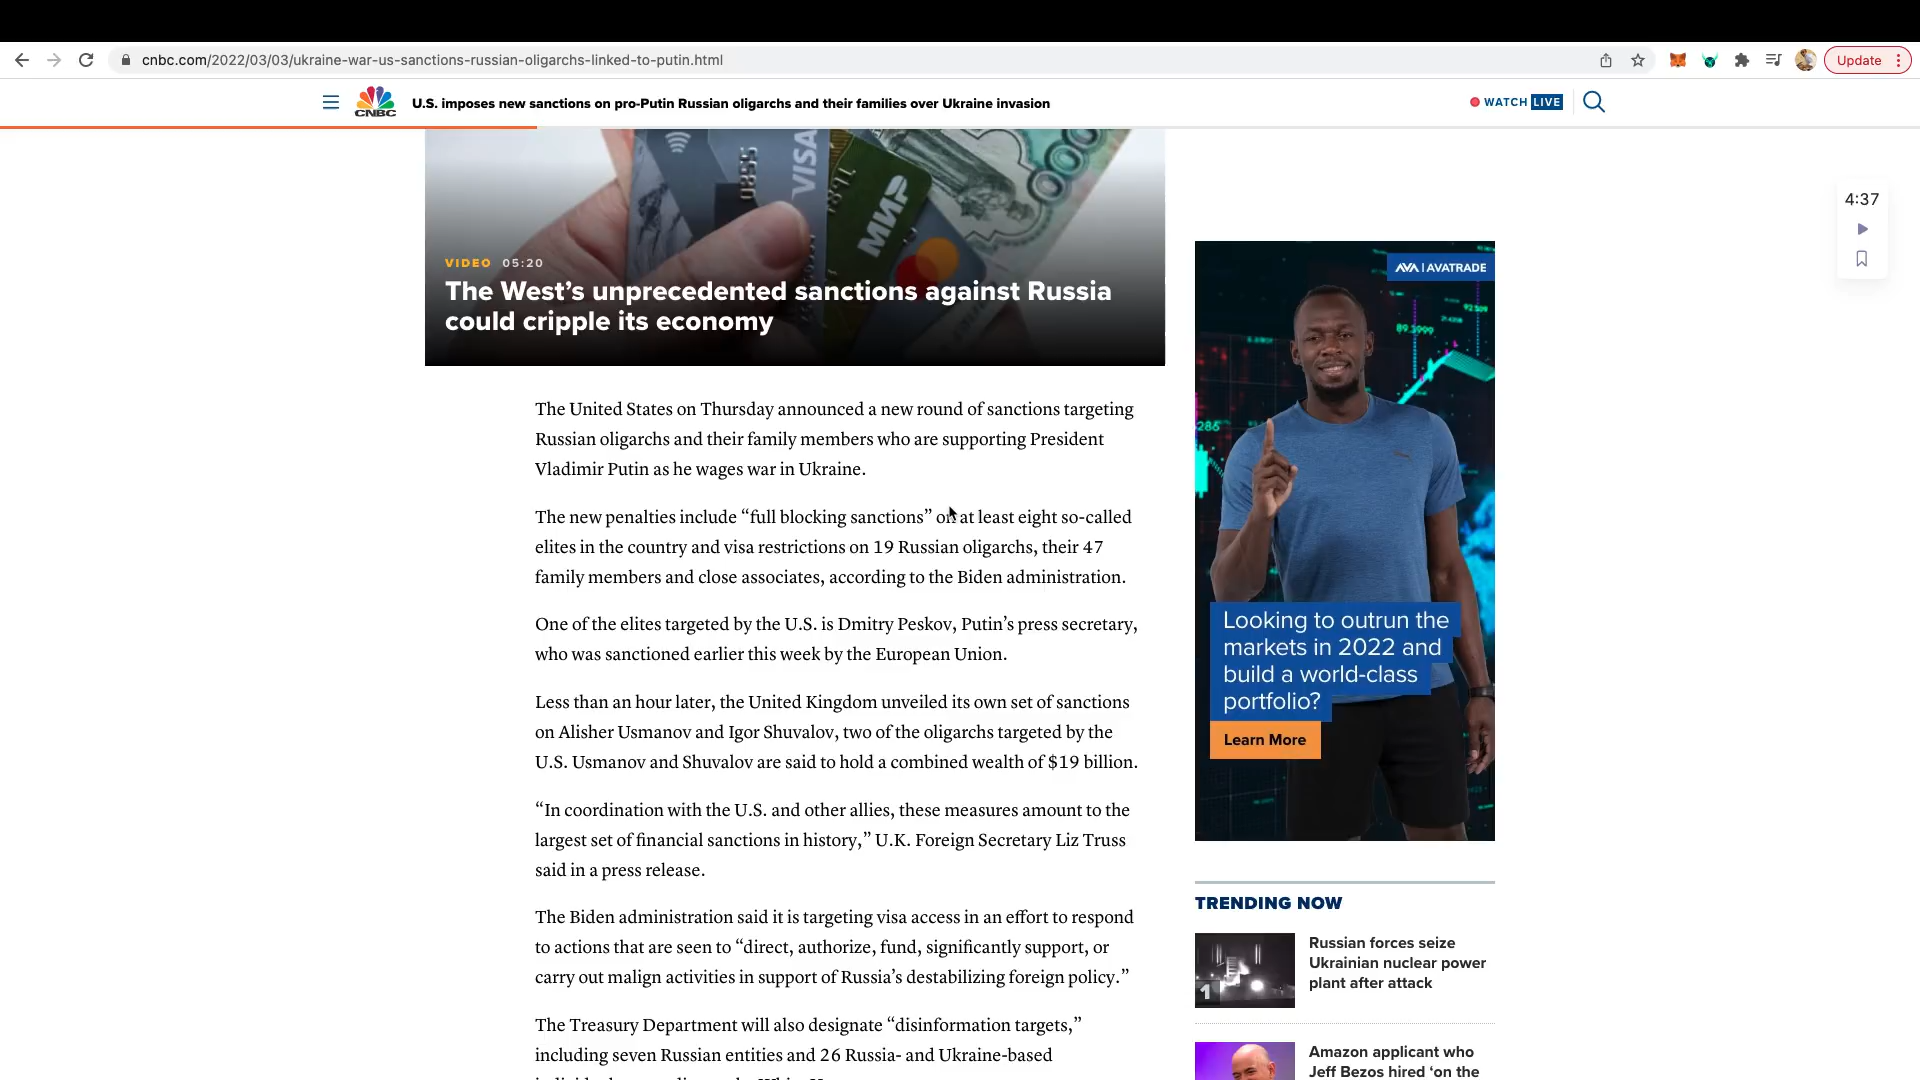 cnbc.com/2022/03/03/ukraine-war-us-sanctions-russian-oligarchs-linked-to-putin.html
Update
CNBC
U.S. imposes new sanctions on pro-Putin Russian oligarchs and their families over Ukraine invasion
WATCH LIVE
VISA
МИР
VIDEO 05:20
The West’s unprecedented sanctions against Russia
could cripple its economy
The United States on Thursday announced a new round of sanctions targeting
Russian oligarchs and their family members who are supporting President
Vladimir Putin as he wages war in Ukraine.
The new penalties include “full blocking sanctions” on at least eight so-called
elites in the country and visa restrictions on 19 Russian oligarchs, their 47
family members and close associates, according to the Biden administration.
One of the elites targeted by the U.S. is Dmitry Peskov, Putin’s press secretary,
who was sanctioned earlier this week by the European Union.
Less than an hour later, the United Kingdom unveiled its own set of sanctions
on Alisher Usmanov and Igor Shuvalov, two of the oligarchs targeted by the
U.S. Usmanov and Shuvalov are said to hold a combined wealth of $19 billion.
“In coordination with the U.S. and other allies, these measures amount to the
largest set of financial sanctions in history,” U.K. Foreign Secretary Liz Truss
said in a press release.
The Biden administration said it is targeting visa access in an effort to respond
to actions that are seen to “direct, authorize, fund, significantly support, or
carry out malign activities in support of Russia’s destabilizing foreign policy.”
The Treasury Department will also designate “disinformation targets,”
including seven Russian entities and 26 Russia- and Ukraine-based
4:37
AVA | AVATRADE
89.3999
286
Looking to outrun the
markets in 2022 and
build a world-class
portfolio?
Learn More
TRENDING NOW
1
Russian forces seize
Ukrainian nuclear power
plant after attack
Amazon applicant who
Jeff Bezos hired ‘on the